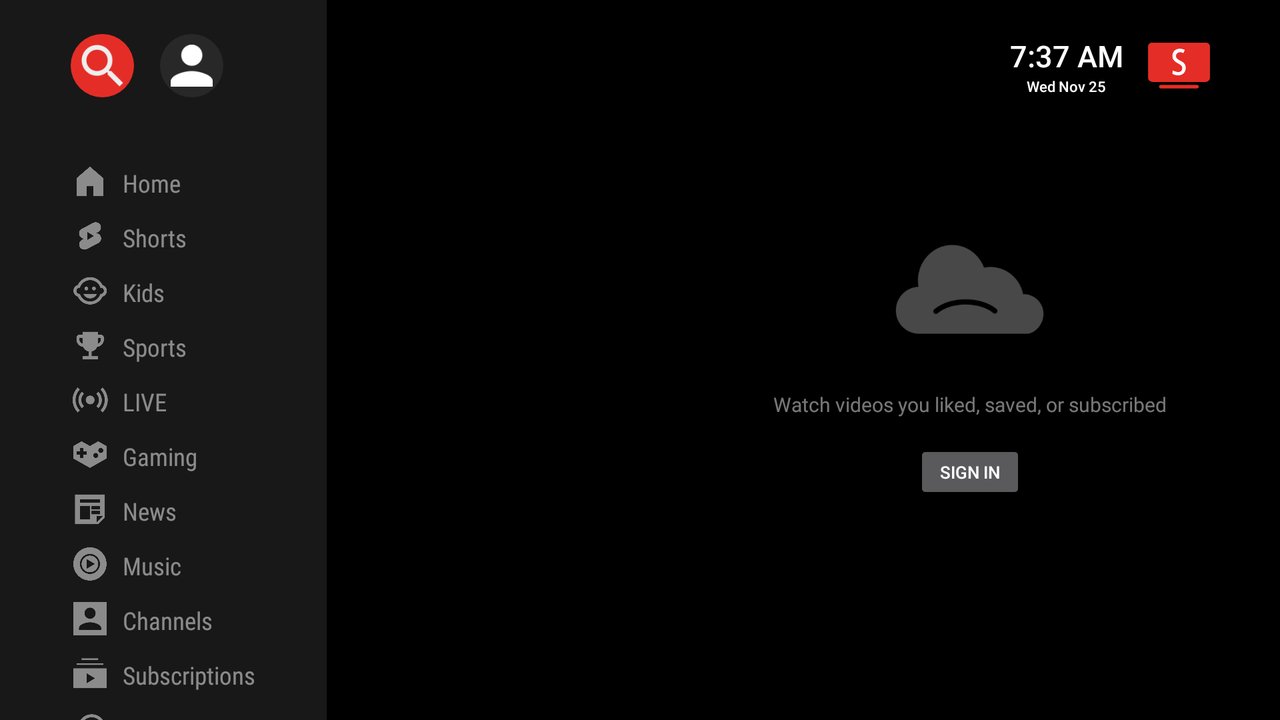 7:37 AM
Wed Nov 25
S
Home
Shorts
Kids
Sports
LIVE
Gaming
News
Music
Channels
Subscriptions
Watch videos you liked, saved, or subscribed
SIGN IN